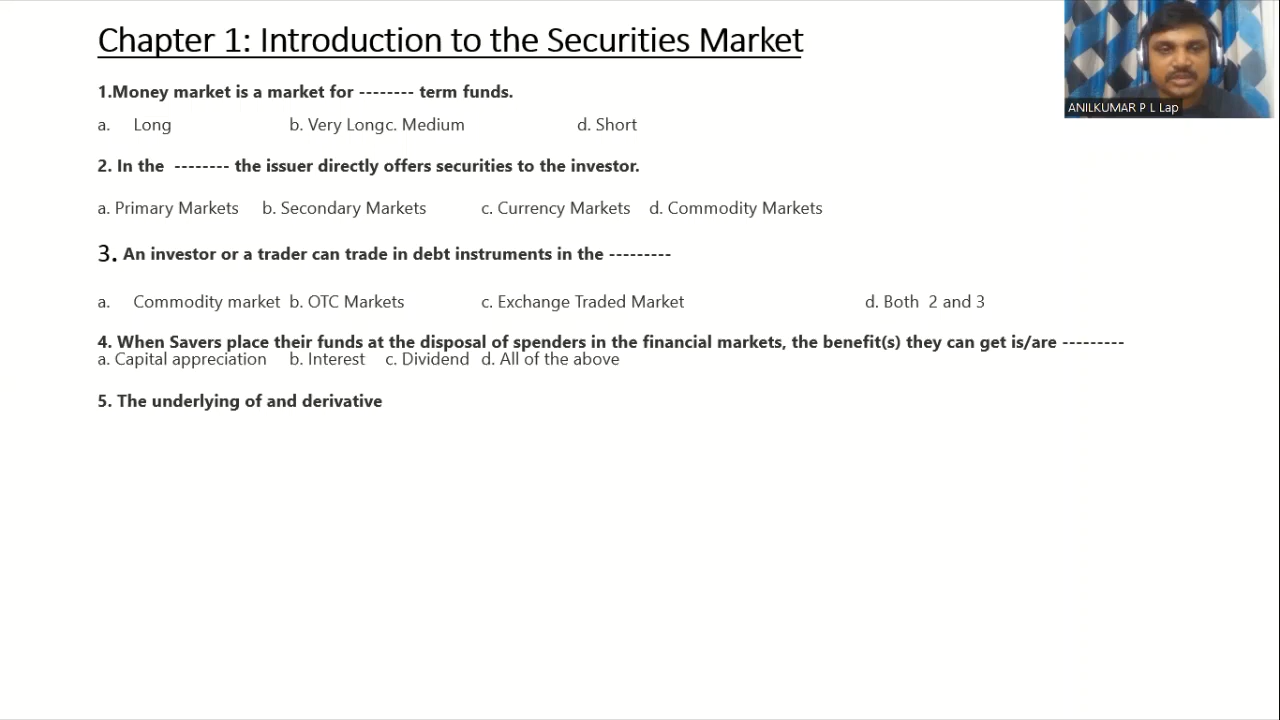 Chapter 1: Introduction to the Securities Market
ANILKUMAR P L Lap
1.Money market is a market for -------- term funds.
a. Long b. Very Longc. Medium d. Short
2. In the -------- the issuer directly offers securities to the investor.
a. Primary Markets b. Secondary Markets c. Currency Markets d. Commodity Markets
3. An investor or a trader can trade in debt instruments in the ---------
a. Commodity market b. OTC Markets c. Exchange Traded Market d. Both 2 and 3
4. When Savers place their funds at the disposal of spenders in the financial markets, the benefit(s) they can get is/are ---------
a. Capital appreciation b. Interest c. Dividend d. All of the above
5. The underlying of and derivative